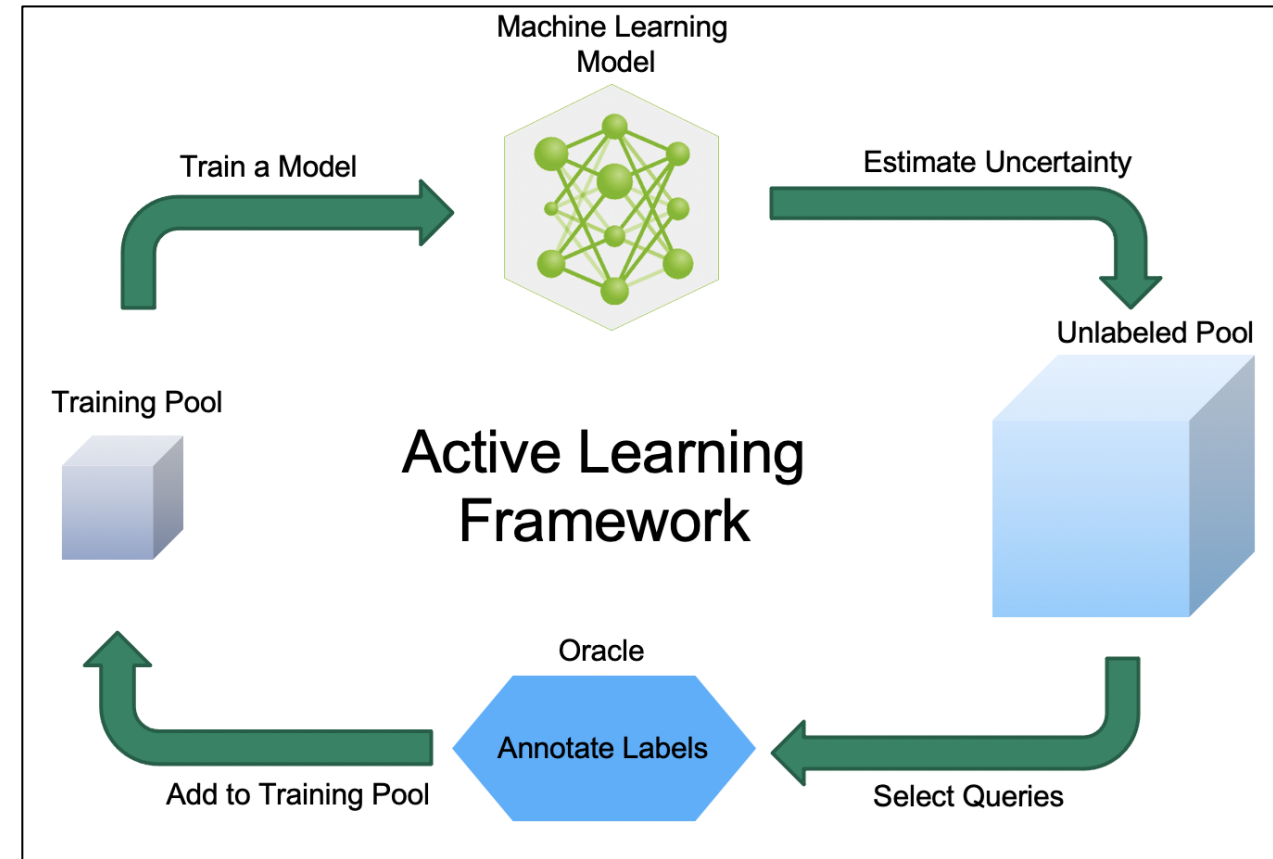 Machine Learning
Model
Train a Model
Estimate Uncertainty
Unlabeled Pool
Training Pool
Active Learning
Framework
Oracle
Annotate Labels
Add to Training Pool
Select Queries